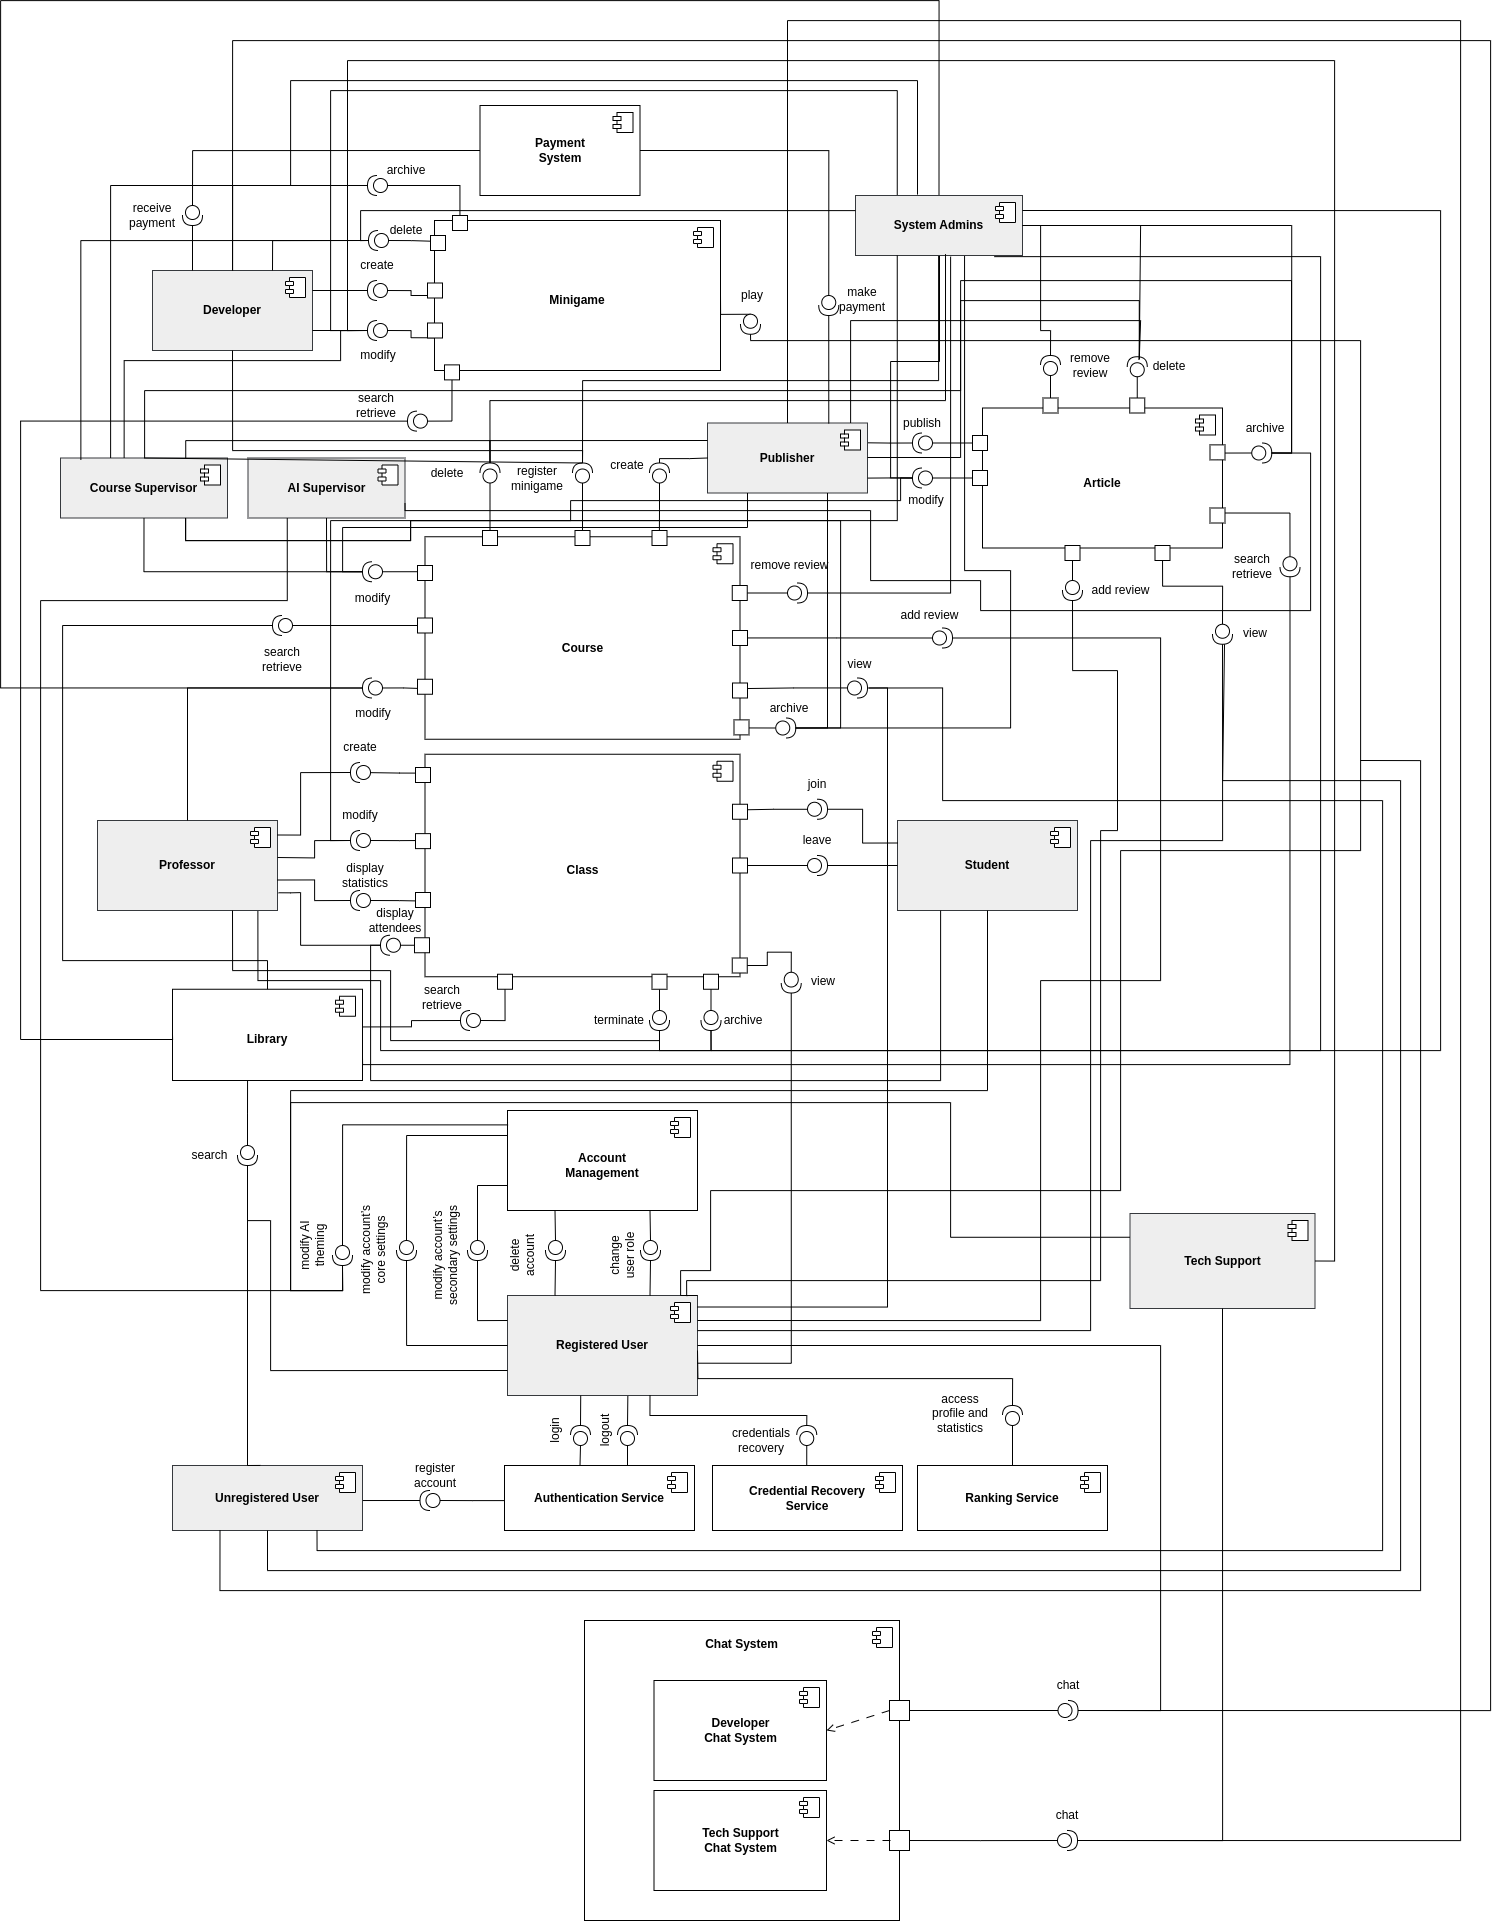 Payment
System
archive
receive
payment
System Admins
delete
create
Developer
Minigame
play
make
payment
modify
remove
review
delete
search
retrieve
publish
archive
Publisher
Course Supervisor
AI Supervisor
delete
register
minigame
create
Article
modify
remove review
search
retrieve
modify
add review
add review
search
retrieve
Course
view
view
modify
archive
create
join
modify
leave
Professor
display
statistics
Class
Student
display
attendees
search
retrieve
view
terminate
archive
Library
search
Account
Management
modify AI
theming
modify account's
core settings
modify account's
secondary settings
delete
account
change
user role
Tech Support
Registered User
login
logout
credentials
recovery
access
profile and
statistics
register
account
Unregistered User
Authentication Service
Credential Recovery
Service
Ranking Service
Chat System
chat
Developer
Chat System
chat
Tech Support
Chat System